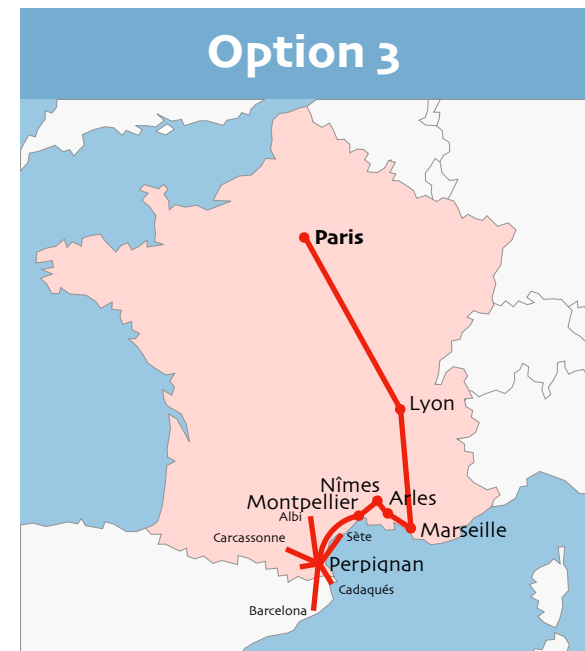 Option 3
Paris
Lyon
Nîmes
Montpellier
Arles
Albi
Marseille
Carcassonne
Sète
Perpignan
Cadaqués
Barcelona